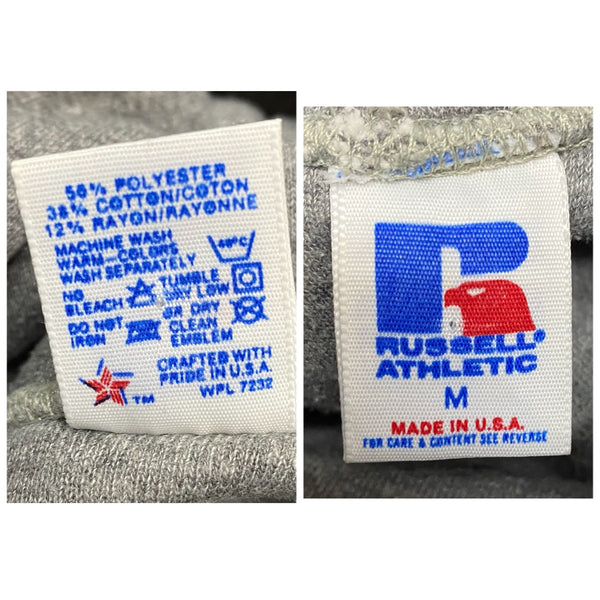 50% POLYESTER
38% COTTON/COTON
12% RAYON/RAYONNE
MACHINE WASH
WARM-COLORS
WASH SEPARATELY
NO
BLEACH
TUMBLE
DRY LOW
DO NOT
IRON
OR DRY
CLEAN
EMBLEM
CRAFTED WITH
PRIDE IN U.S.A.
WPL 7232
TM
RUSSELL®
ATHLETIC
M
MADE IN U.S.A.
FOR CARE & CONTENT SEE REVERSE